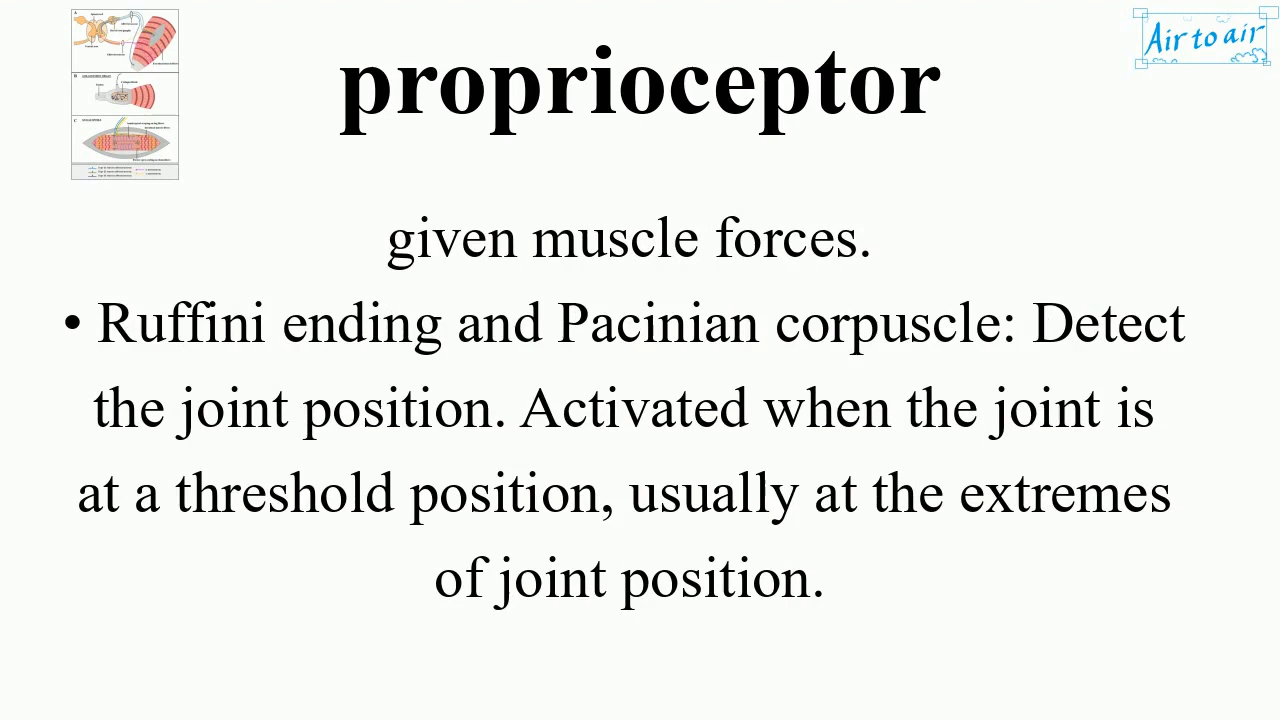 proprioceptor
Air to air
given muscle forces.
• Ruffini ending and Pacinian corpuscle: Detect
the joint position. Activated when the joint is
at a threshold position, usually at the extremes
of joint position.